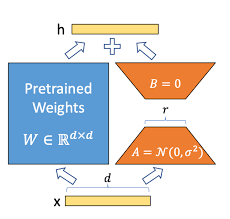 h
Pretrained
Weights
W ∈ ℝ^{d×d}
B = 0
r
A = 𝒩(0, σ²)
d
x